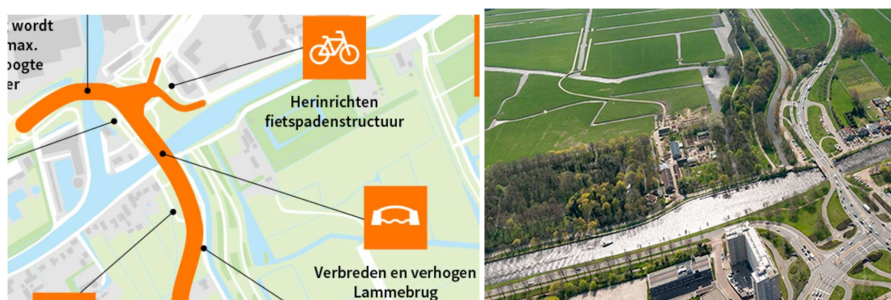 wordt
max.
oogte
er
Herinrichten
fietspadenstructuur
Verbreden en verhogen
Lammebrug